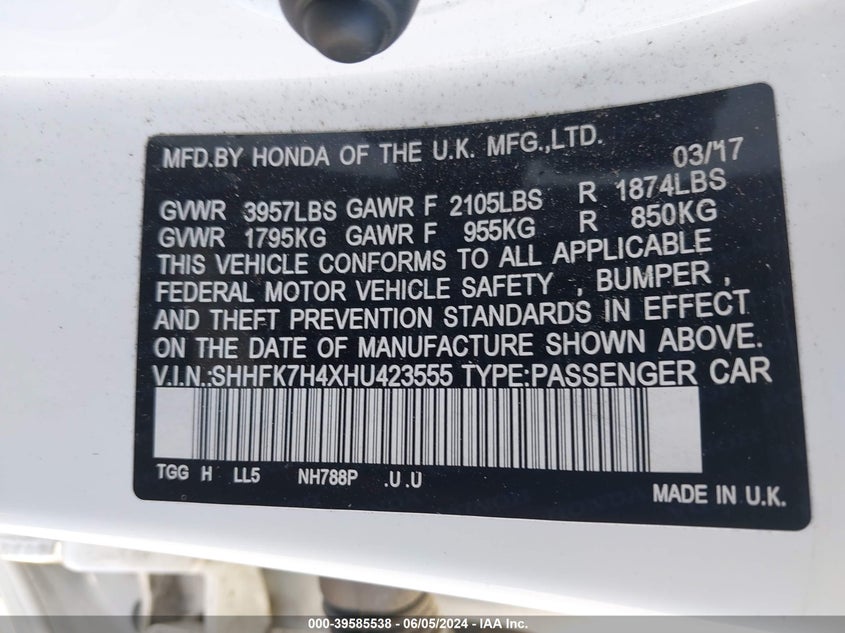 MFD.BY HONDA OF THE U.K. MFG.,LTD. 03/17
GVWR 3957LBS GAWR F 2105LBS R 1874LBS
GVWR 1795KG GAWR F 955KG R 850KG
THIS VEHICLE CONFORMS TO ALL APPLICABLE
FEDERAL MOTOR VEHICLE SAFETY , BUMPER ,
AND THEFT PREVENTION STANDARDS IN EFFECT
ON THE DATE OF MANUFACTURE SHOWN ABOVE.
V.I.N.:SHHFK7H4XHU423555 TYPE:PASSENGER CAR
TGG H LL5 NH788P .U .U
MADE IN U.K.
000-39585538 - 06/05/2024 - IAAI.COM